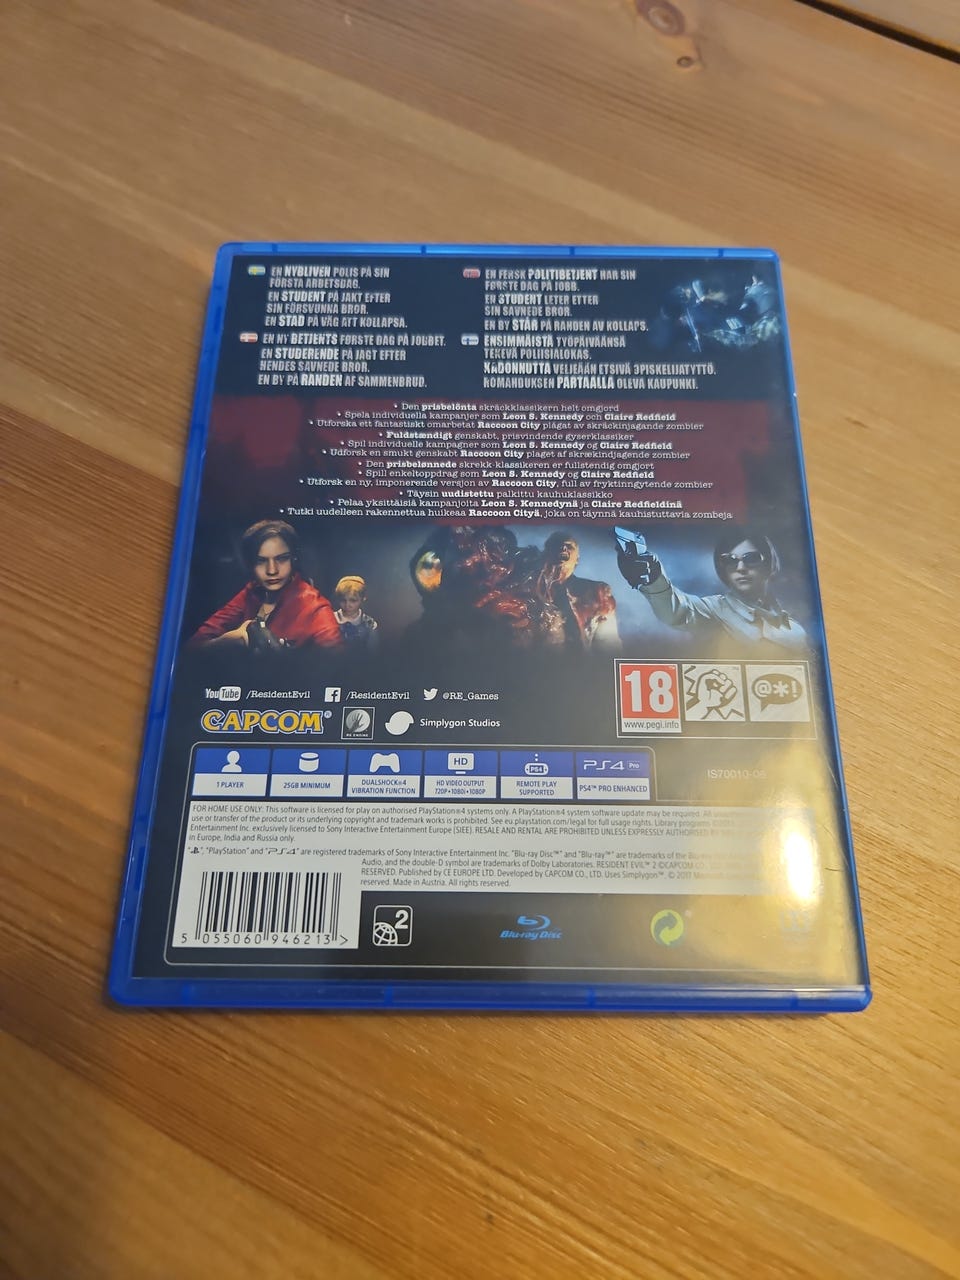 EN NYBLIVEN POLIS PÅ SIN
FÖRSTA ARBETSDAG.
EN STUDENT PÅ JAKT EFTER
SIN FÖRSVUNNA BROR.
EN STAD PÅ VÄG ATT KOLLAPSA.
EN NY BETJENTS FØRSTE DAG PÅ JOBBET.
EN STUDERENDE PÅ JAGT EFTER
HENDES SAVNEDE BROR.
EN BY PÅ RANDEN AF SAMMENBRUD.
EN FERSK POLITIBETJENT HAR SIN
FØRSTE DAG PÅ JOBB.
EN STUDENT LETER ETTER
SIN SAVNEDE BROR.
EN BY STÅR PÅ RANDEN AV KOLLAPS.
ENSIMMÄISTÄ TYÖPÄIVÄÄNSÄ
TEKEVÄ POLIISIALOKAS.
KADONNUTTA VELJEÄÄN ETSIVÄ OPISKELIJATYTTÖ.
ROMAHDUKSEN PARTAALLA OLEVA KAUPUNKI.
• Den prisbelönta skräckklassikern helt omgjord
• Spela individuella kampanjer som Leon S. Kennedy och Claire Redfield
• Utforska ett fantastiskt omarbetat Raccoon City plågat av skräckinjagande zombier
• Fuldstændigt genskabt, prisvindende gyserklassiker
• Spil individuelle kampagner som Leon S. Kennedy og Claire Redfield
• Udforsk en smukt genskabt Raccoon City plaget af skrækindjagende zombier
• Den prisbelønnede skrekk-klassikeren er fullstendig omgjort
• Spill enkeltoppdrag som Leon S. Kennedy og Claire Redfield
• Utforsk en ny, imponerende versjon av Raccoon City, full av fryktinngytende zombier
• Täysin uudistettu palkittu kauhuklassikko
• Pelaa yksittäisiä kampanjoita Leon S. Kennedynä ja Claire Redfieldinä
• Tutki uudelleen rakennettua huikeaa Raccoon Cityä, joka on täynnä kauhistuttavia zombeja
YouTube /ResidentEvil /ResidentEvil @RE_Games
CAPCOM® RE ENGINE Simplygon Studios
18
www.pegi.info
@*!
1 PLAYER
25GB MINIMUM
DUALSHOCK®4
VIBRATION FUNCTION
HD
HD VIDEO OUTPUT
720p•1080i•1080p
PS4
REMOTE PLAY
SUPPORTED
PS4 Pro
PS4™ PRO ENHANCED
IS70010-06
FOR HOME USE ONLY: This software is licensed for play on authorised PlayStation®4 systems only. A PlayStation®4 system software update may be required. All
use or transfer of the product or its underlying copyright and trademark works is prohibited. See eu.playstation.com/legal for full usage rights. Library programs
Entertainment Inc. exclusively licensed to Sony Interactive Entertainment Europe (SIEE). RESALE AND RENTAL ARE PROHIBITED UNLESS EXPRESSLY AUTHORISED
in Europe, India and Russia only.
"PlayStation" and "PS4" are registered trademarks of Sony Interactive Entertainment Inc. "Blu-ray Disc™" and "Blu-ray™" are trademarks of the Blu-ray Disc
Audio, and the double-D symbol are trademarks of Dolby Laboratories. RESIDENT EVIL™ 2 ©CAPCOM CO.,
RESERVED. Published by CE EUROPE LTD. Developed by CAPCOM CO., LTD. Uses Simplygon™. © 2017 Microsoft
reserved. Made in Austria. All rights reserved.
5 055060 946213 >
2
Blu-ray Disc